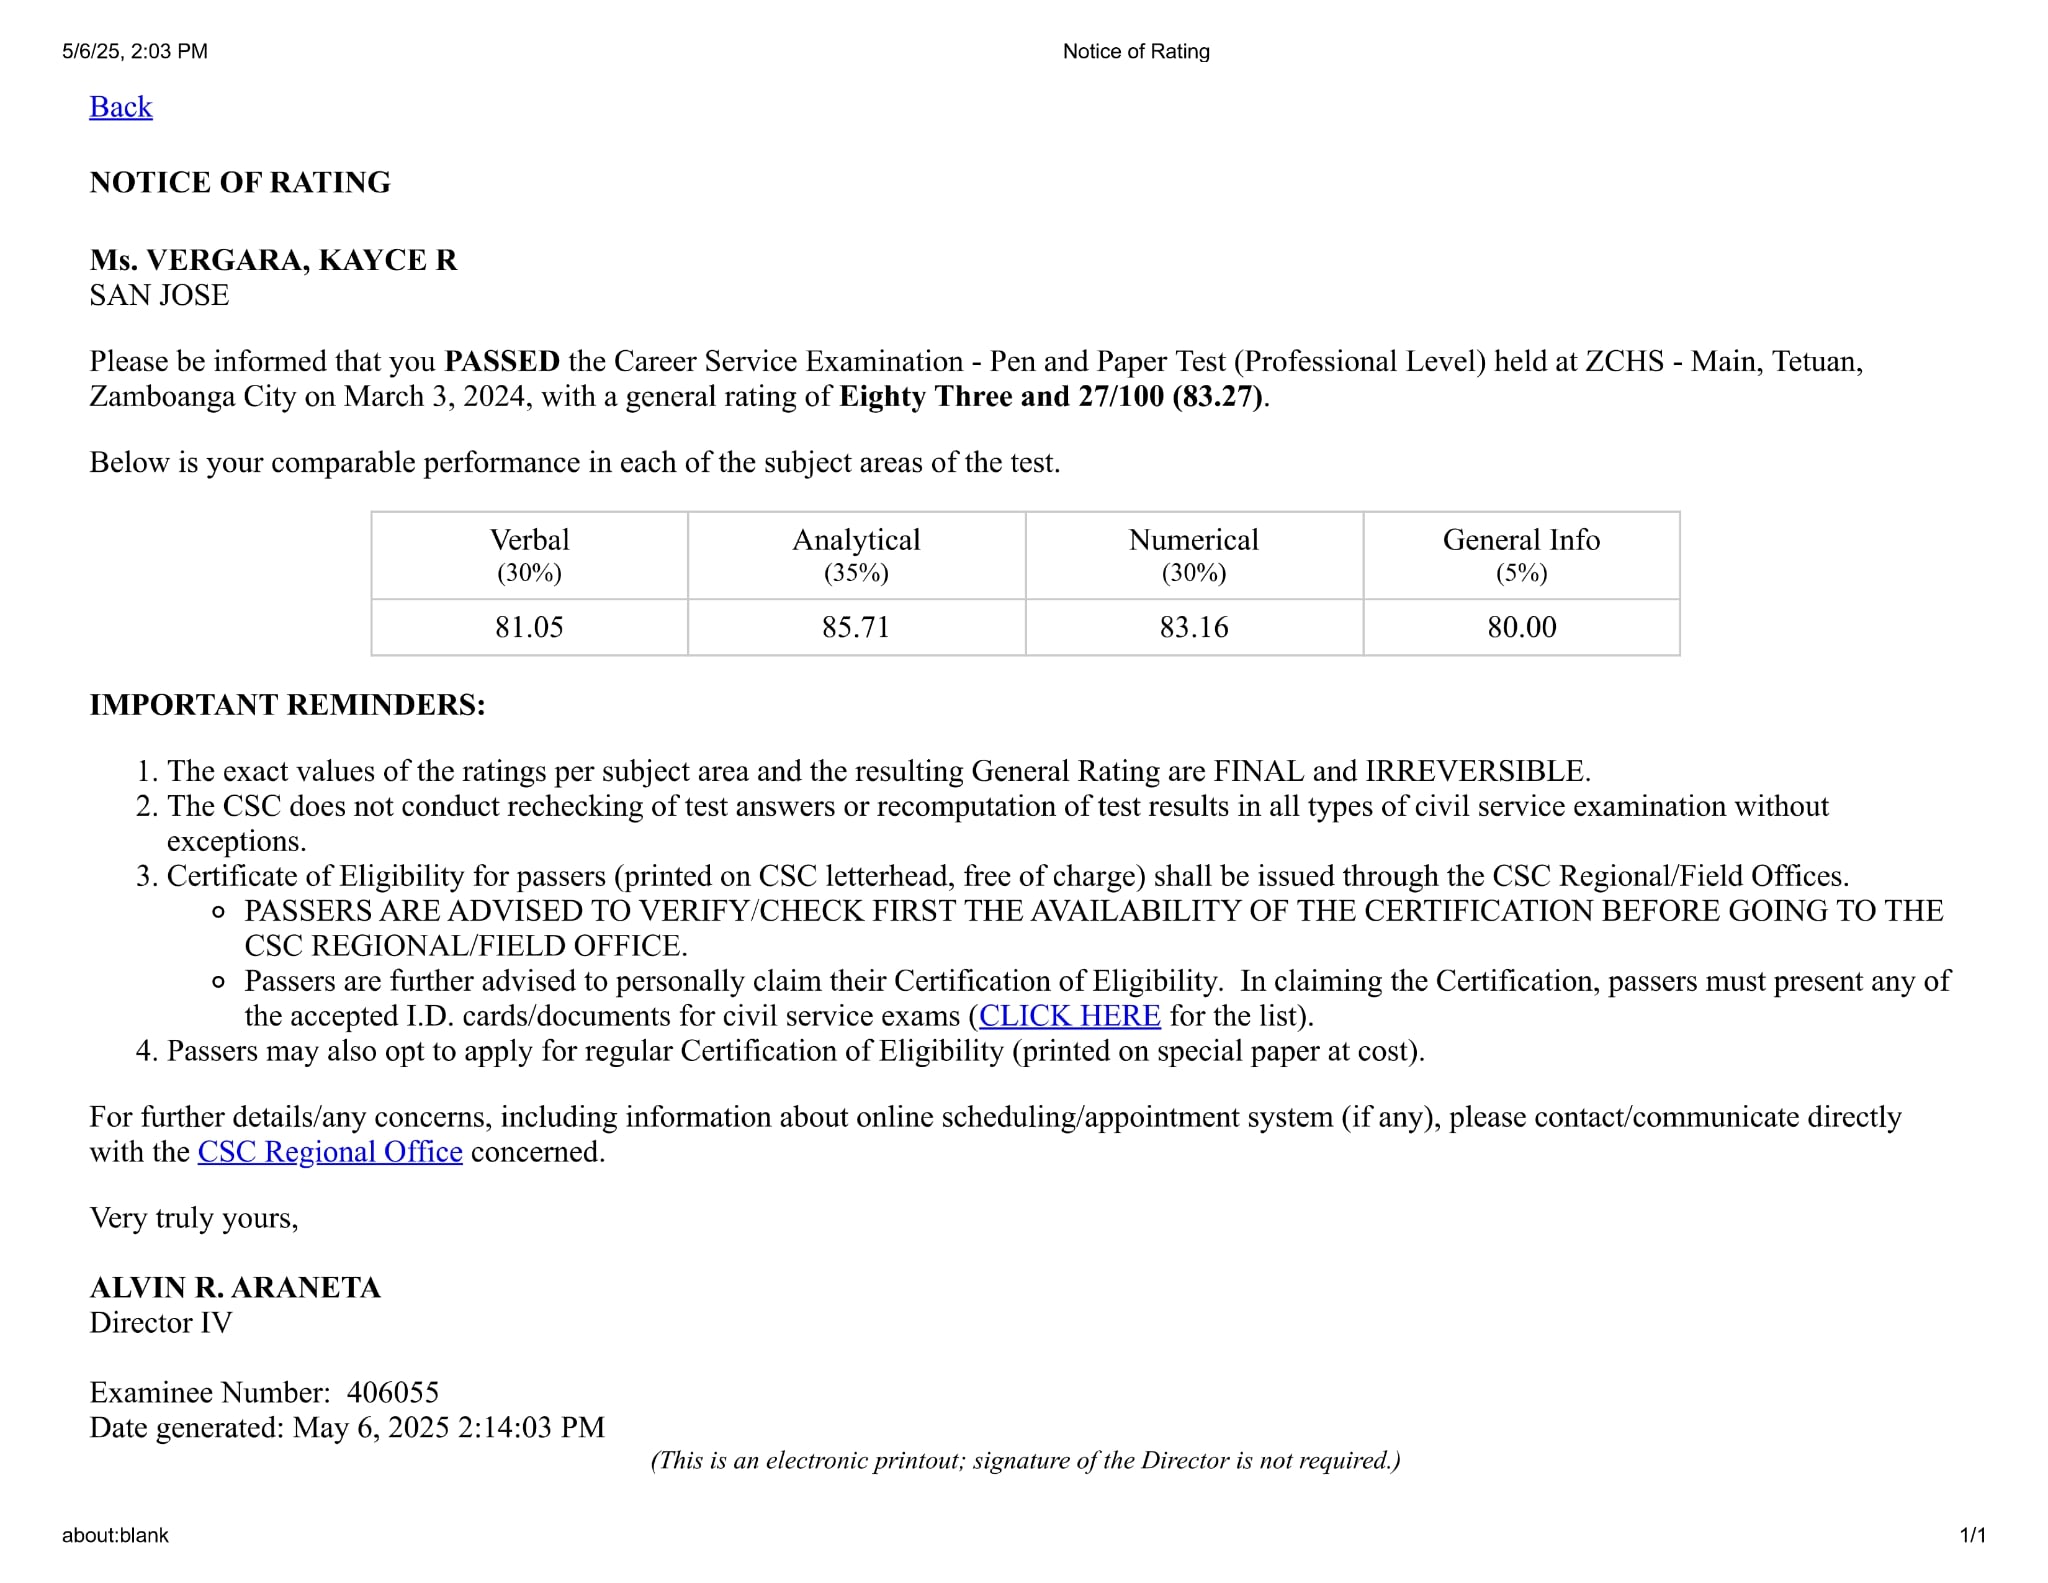 5/6/25, 2:03 PM
Notice of Rating
Back
NOTICE OF RATING
Ms. VERGARA, KAYCE R
SAN JOSE
Please be informed that you PASSED the Career Service Examination - Pen and Paper Test (Professional Level) held at ZCHS - Main, Tetuan,
Zamboanga City on March 3, 2024, with a general rating of Eighty Three and 27/100 (83.27).
Below is your comparable performance in each of the subject areas of the test.
Verbal Analytical Numerical General Info
(30%) (35%) (30%) (5%)
81.05 85.71 83.16 80.00
IMPORTANT REMINDERS:
1. The exact values of the ratings per subject area and the resulting General Rating are FINAL and IRREVERSIBLE.
2. The CSC does not conduct rechecking of test answers or recomputation of test results in all types of civil service examination without
exceptions.
3. Certificate of Eligibility for passers (printed on CSC letterhead, free of charge) shall be issued through the CSC Regional/Field Offices.
PASSERS ARE ADVISED TO VERIFY/CHECK FIRST THE AVAILABILITY OF THE CERTIFICATION BEFORE GOING TO THE
CSC REGIONAL/FIELD OFFICE.
Passers are further advised to personally claim their Certification of Eligibility. In claiming the Certification, passers must present any of
the accepted I.D. cards/documents for civil service exams (CLICK HERE for the list).
4. Passers may also opt to apply for regular Certification of Eligibility (printed on special paper at cost).
For further details/any concerns, including information about online scheduling/appointment system (if any), please contact/communicate directly
with the CSC Regional Office concerned.
Very truly yours,
ALVIN R. ARANETA
Director IV
Examinee Number: 406055
Date generated: May 6, 2025 2:14:03 PM
(This is an electronic printout; signature of the Director is not required.)
about:blank
1/1